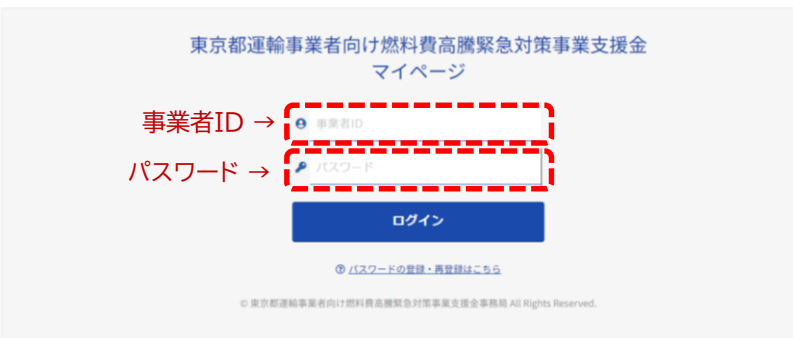 東京都運輸事業者向け燃料費高騰緊急対策事業支援金
マイページ
事業者ID → 事業者ID
パスワード → パスワード
ログイン
パスワードの登録・再登録はこちら
© 東京都運輸事業者向け燃料費高騰緊急対策事業支援金事務局 All Rights Reserved.